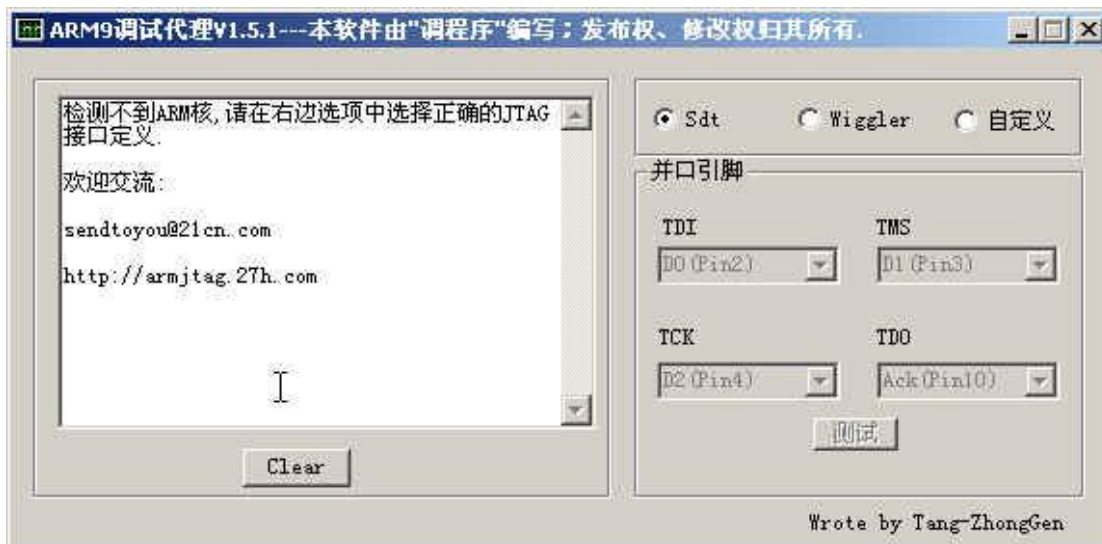 ARM9调试代理V1.5.1---本软件由"调程序"编写；发布权、修改权归其所有.
检测不到ARM核,请在右边选项中选择正确的JTAG
接口定义.
欢迎交流:
sendtoyou@21cn.com
http://armjtag.27h.com
Clear
Sdt
Wiggler
自定义
并口引脚
TDI
TMS
D0(Pin2)
D1(Pin3)
TCK
TDO
D2(Pin4)
Ack(Pin10)
测试
Wrote by Tang-ZhongGen